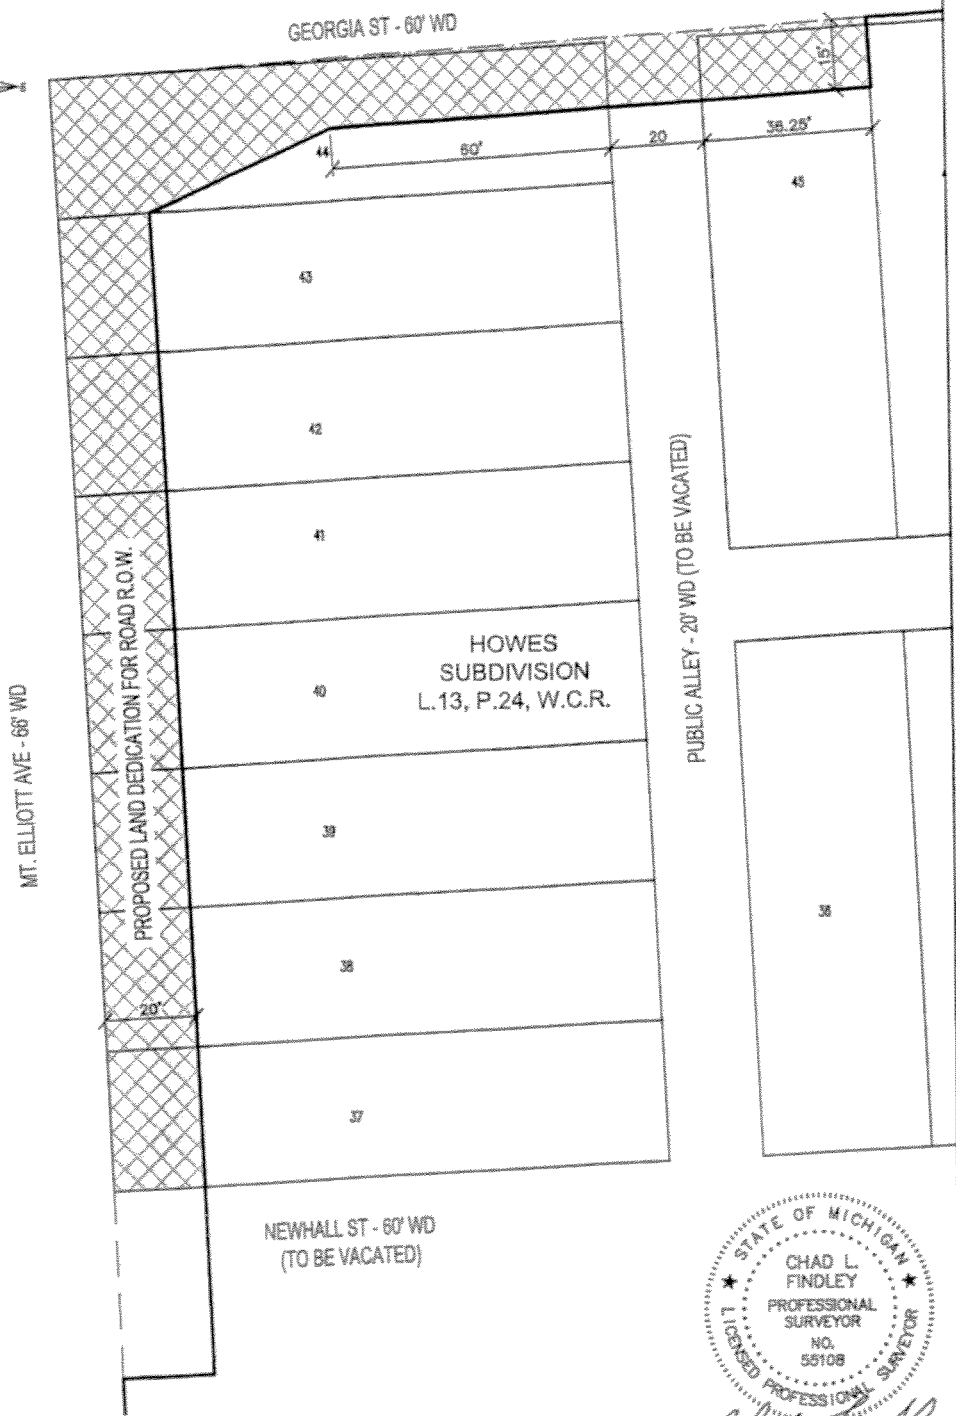 GEORGIA ST - 60' WD
15'
44
60'
20
36.25'
45
43
42
41
PROPOSED LAND DEDICATION FOR ROAD R.O.W.
PUBLIC ALLEY - 20' WD (TO BE VACATED)
HOWES
SUBDIVISION
L.13, P.24, W.C.R.
40
MT. ELLIOTT AVE - 66' WD
39
36
38
20'
37
NEWHALL ST - 60' WD
(TO BE VACATED)
STATE OF MICHIGAN
CHAD L.
FINDLEY
PROFESSIONAL
SURVEYOR
NO.
55108
LICENSED PROFESSIONAL SURVEYOR